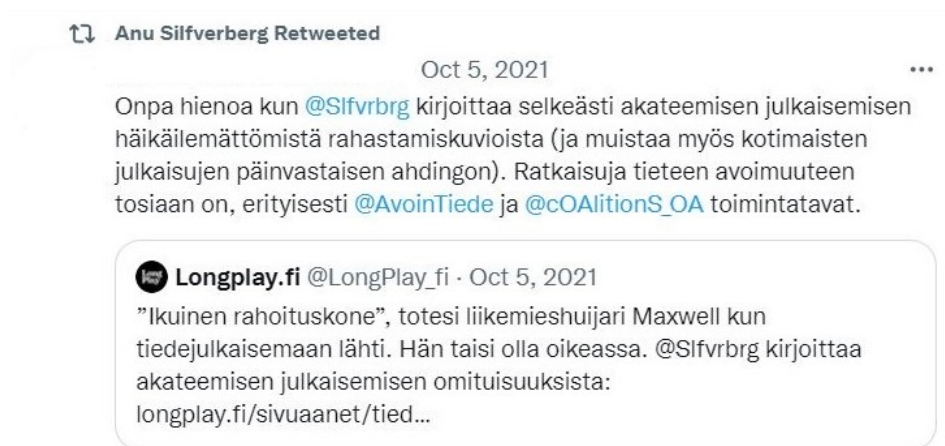 Anu Silfverberg Retweeted
Oct 5, 2021
Onpa hienoa kun @Slfvrbrg kirjoittaa selkeästi akateemisen julkaisemisen
häikäilemättömistä rahastamiskuvioista (ja muistaa myös kotimaisten
julkaisujen päinvastaisen ahdingon). Ratkaisuja tieteen avoimuuteen
tosiaan on, erityisesti @AvoinTiede ja @cOAlitionS_OA toimintatavat.
Long Play
Longplay.fi @LongPlay_fi · Oct 5, 2021
”Ikuinen rahoituskone”, totesi liikemieshuijari Maxwell kun
tiedejulkaisemaan lähti. Hän taisi olla oikeassa. @Slfvrbrg kirjoittaa
akateemisen julkaisemisen omituisuuksista:
longplay.fi/sivuaanet/tied...